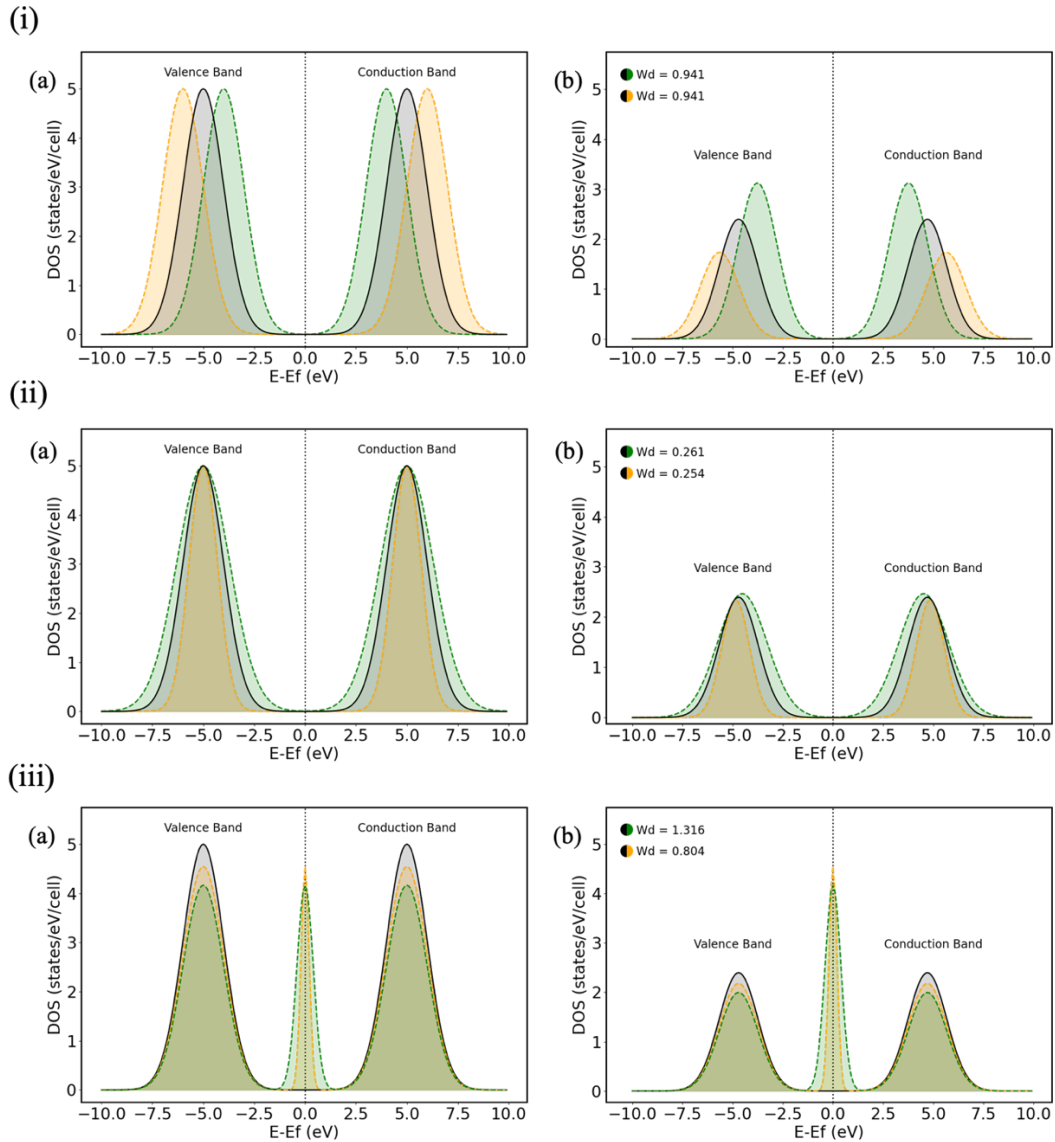 (i)
(a)
Valence Band
Conduction Band
DOS (states/eV/cell)
5
4
3
2
1
0
−10.0 −7.5 −5.0 −2.5 0.0 2.5 5.0 7.5 10.0
E-Ef (eV)
(b)
Wd = 0.941
Wd = 0.941
Valence Band
Conduction Band
DOS (states/eV/cell)
5
4
3
2
1
0
−10.0 −7.5 −5.0 −2.5 0.0 2.5 5.0 7.5 10.0
E-Ef (eV)
(ii)
(a)
Valence Band
Conduction Band
DOS (states/eV/cell)
5
4
3
2
1
0
−10.0 −7.5 −5.0 −2.5 0.0 2.5 5.0 7.5 10.0
E-Ef (eV)
(b)
Wd = 0.261
Wd = 0.254
Valence Band
Conduction Band
DOS (states/eV/cell)
5
4
3
2
1
0
−10.0 −7.5 −5.0 −2.5 0.0 2.5 5.0 7.5 10.0
E-Ef (eV)
(iii)
(a)
Valence Band
Conduction Band
DOS (states/eV/cell)
5
4
3
2
1
0
−10.0 −7.5 −5.0 −2.5 0.0 2.5 5.0 7.5 10.0
E-Ef (eV)
(b)
Wd = 1.316
Wd = 0.804
Valence Band
Conduction Band
DOS (states/eV/cell)
5
4
3
2
1
0
−10.0 −7.5 −5.0 −2.5 0.0 2.5 5.0 7.5 10.0
E-Ef (eV)